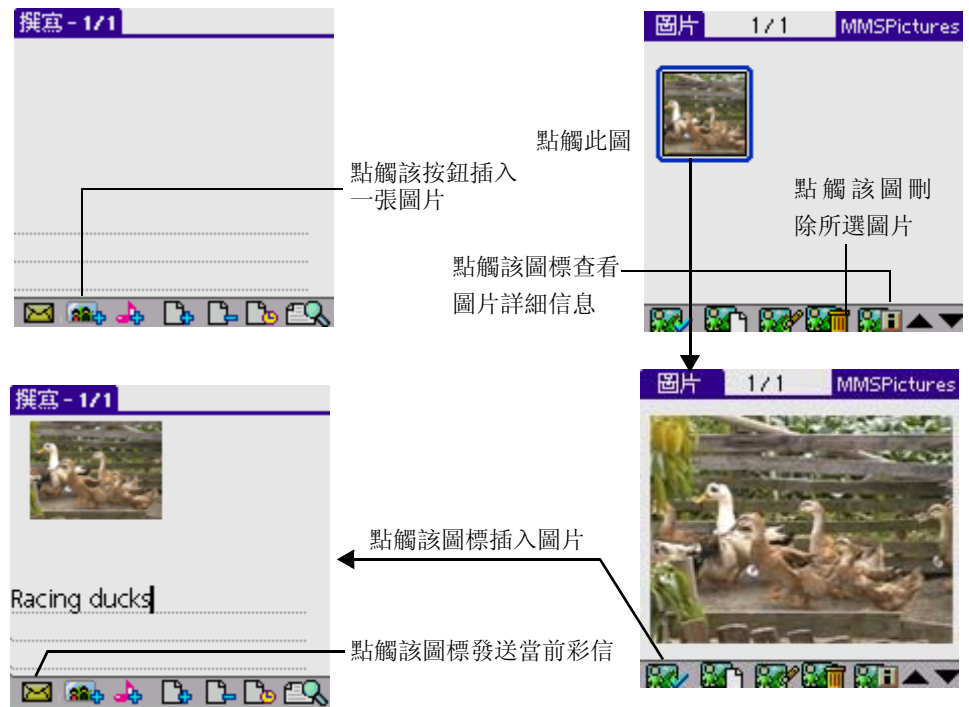 撰寫 - 1/1
點觸該按鈕插入
一張圖片
圖片 1/1 MMSPictures
點觸此圖
點觸該圖刪
除所選圖片
點觸該圖標查看
圖片詳細信息
撰寫 - 1/1
Racing ducks
點觸該圖標插入圖片
點觸該圖標發送當前彩信
圖片 1/1 MMSPictures